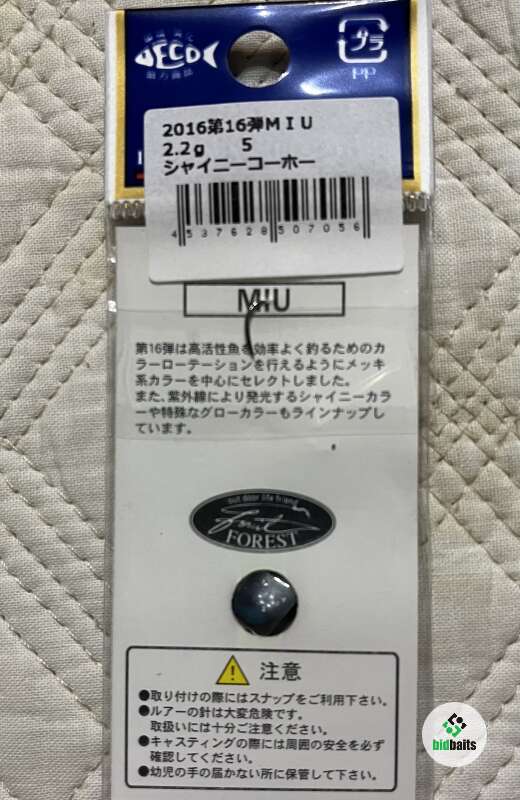 ECO
プラ
PP
2016第16弾MIU
2.2g 5
シャイニーコーホー
4537628507056
MIU
第16弾は高活性魚を効率よく釣るためのカ
ラーローテーションを行えるようにメッキ
系カラーを中心にセレクトしました。
また、紫外線により発光するシャイニーカラ
ーや特殊なグローカラーもラインナップし
ています。
out door life friend
Forest
FOREST
注意
●取り付けの際にはスナップをご利用下さい。
●ルアーの針は大変危険です。
取扱いには十分ご注意ください。
●キャスティングの際には周囲の安全を必ず
確認してください。
●幼児の手の届かない所に保管して下さい。
bidbaits